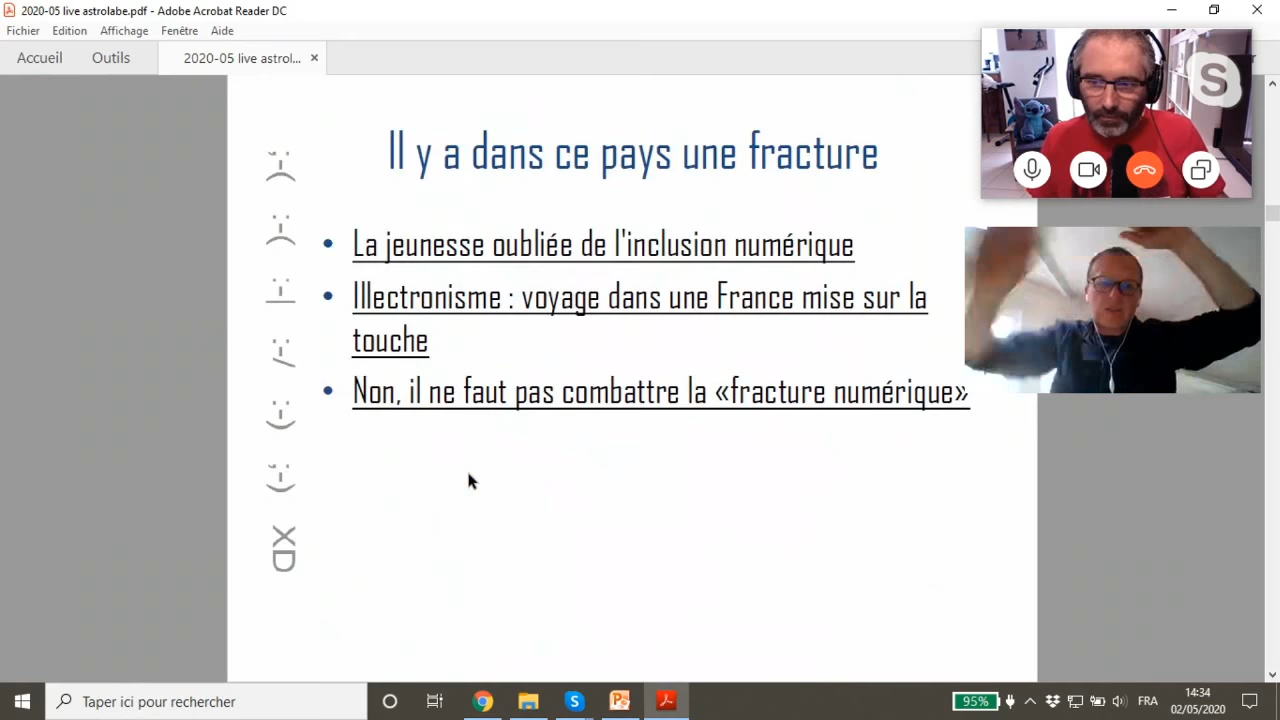 2020-05 live astrolabe.pdf - Adobe Acrobat Reader DC
Fichier Edition Affichage Fenêtre Aide
Accueil Outils 2020-05 live astrol... ×
S
Il y a dans ce pays une fracture
:'-(
:-(
:-|
:-/
:-)
;-)
XD
• La jeunesse oubliée de l'inclusion numérique
• Illectronisme : voyage dans une France mise sur la
touche
• Non, il ne faut pas combattre la «fracture numérique»
Taper ici pour rechercher
95%
FRA
14:34
02/05/2020